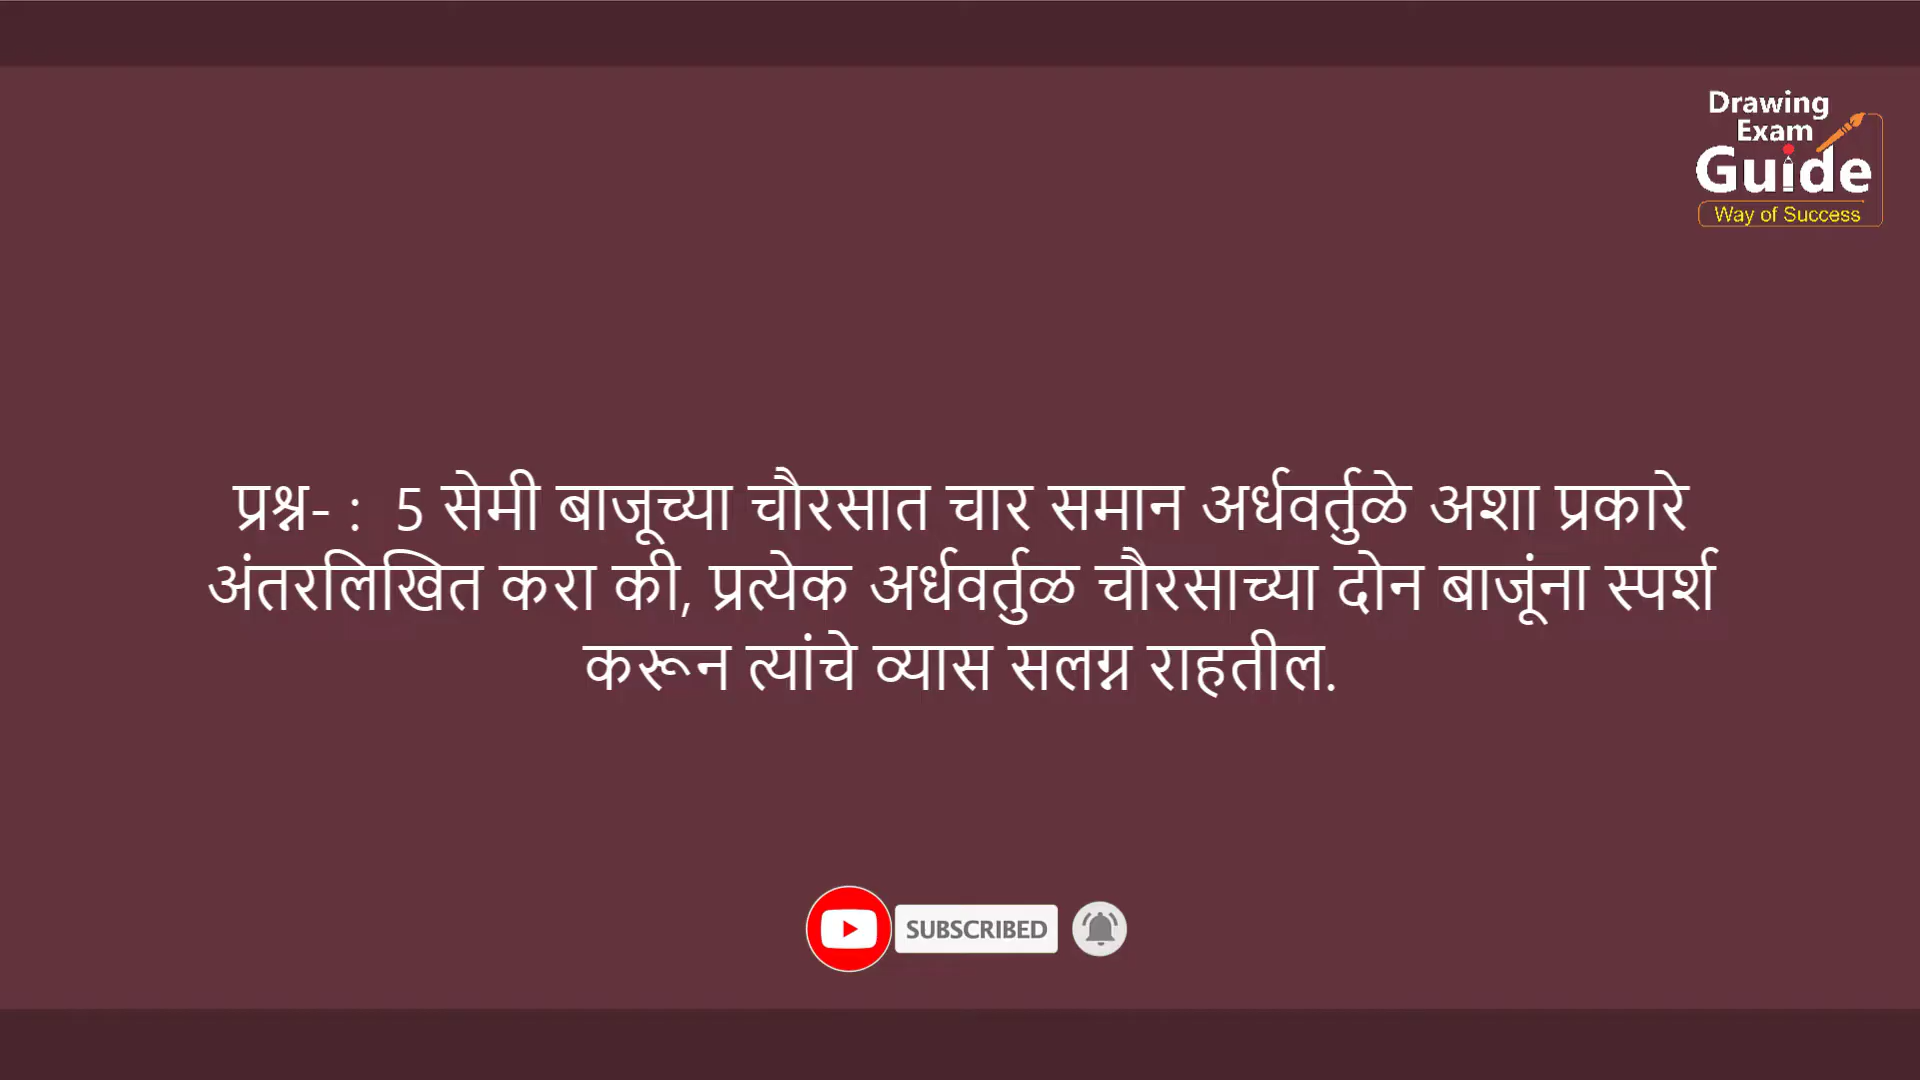 Drawing
Exam
Guide
Way of Success
प्रश्न- :  5 सेमी बाजूच्या चौरसात चार समान अर्धवर्तुळे अशा प्रकारे
अंतरलिखित करा की, प्रत्येक अर्धवर्तुळ चौरसाच्या दोन बाजूंना स्पर्श
करून त्यांचे व्यास सलग्न राहतील.
SUBSCRIBED